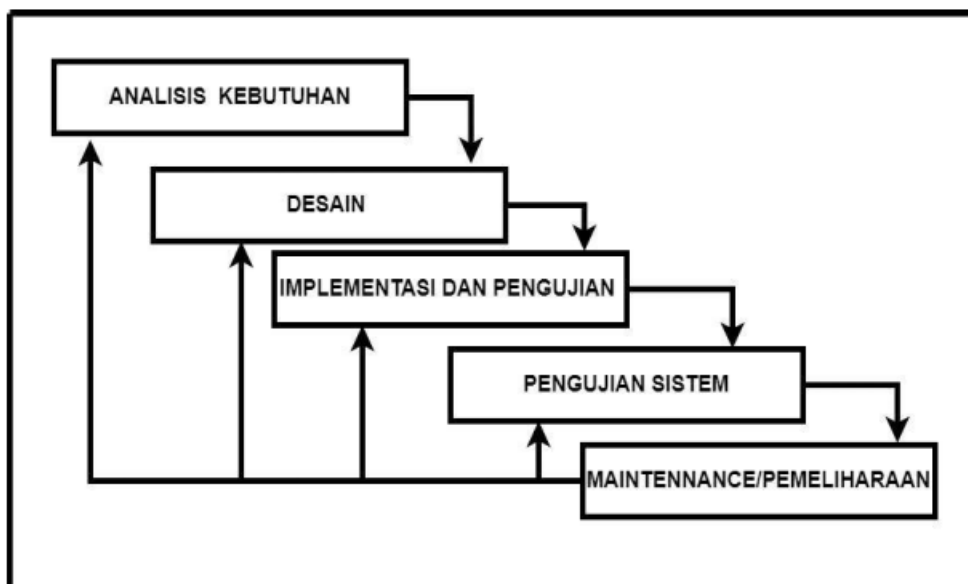 ANALISIS KEBUTUHAN
DESAIN
IMPLEMENTASI DAN PENGUJIAN
PENGUJIAN SISTEM
MAINTENNANCE/PEMELIHARAAN